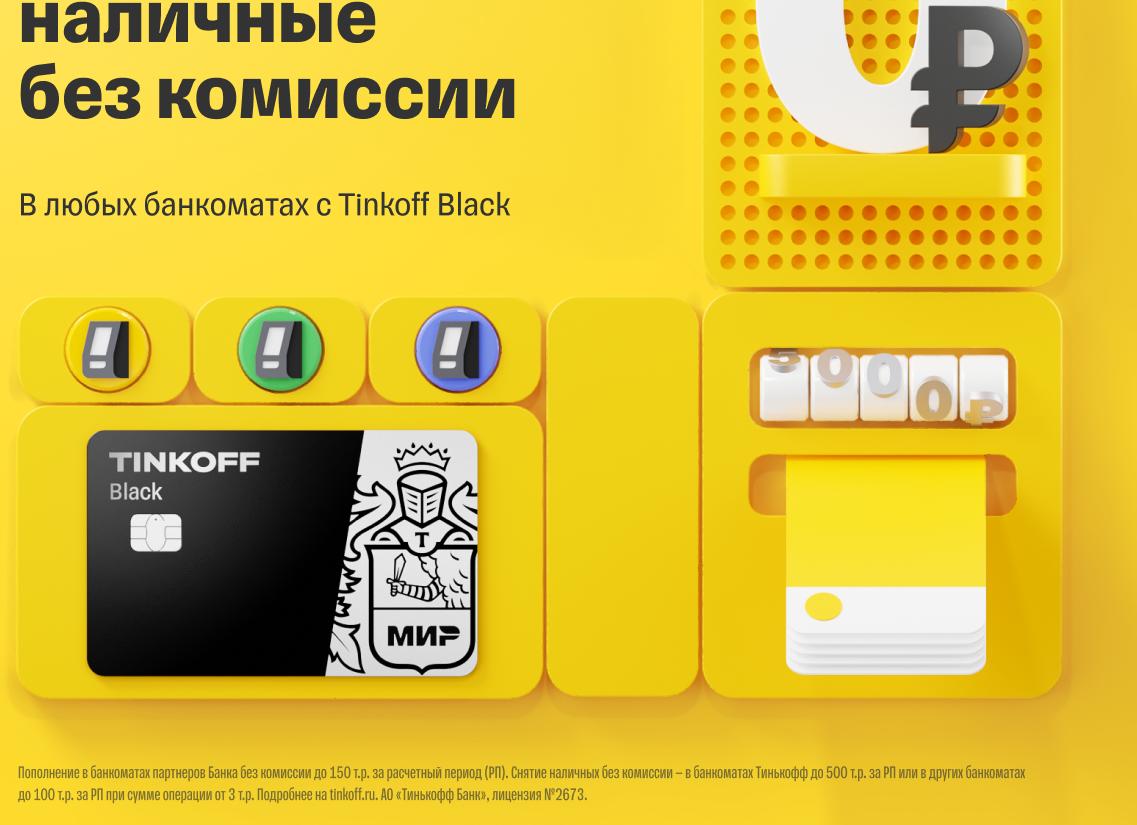 наличные
без комиссии
0 ₽
В любых банкоматах с Tinkoff Black
5000₽
TINKOFF
Black
T
МИР
Пополнение в банкоматах партнеров Банка без комиссии до 150 т.р. за расчетный период (РП). Снятие наличных без комиссии – в банкоматах Тинькофф до 500 т.р. за РП или в других банкоматах
до 100 т.р. за РП при сумме операции от 3 т.р. Подробнее на tinkoff.ru. АО «Тинькофф Банк», лицензия №2673.